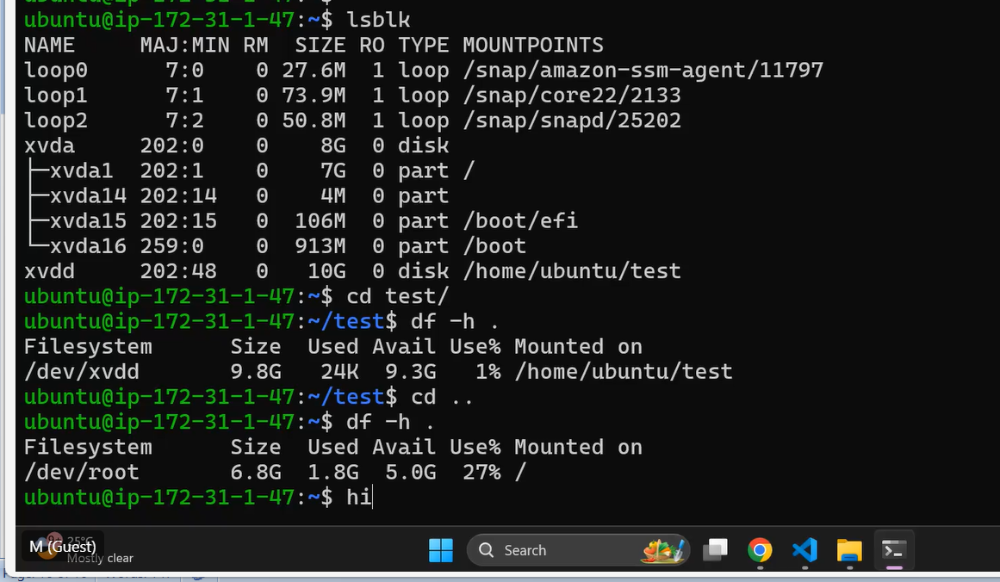 ubuntu@ip-172-31-1-47:~$ lsblk
NAME     MAJ:MIN RM  SIZE RO TYPE MOUNTPOINTS
loop0      7:0    0 27.6M  1 loop /snap/amazon-ssm-agent/11797
loop1      7:1    0 73.9M  1 loop /snap/core22/2133
loop2      7:2    0 50.8M  1 loop /snap/snapd/25202
xvda     202:0    0    8G  0 disk
├─xvda1  202:1    0    7G  0 part /
├─xvda14 202:14   0    4M  0 part
├─xvda15 202:15   0  106M  0 part /boot/efi
└─xvda16 259:0    0  913M  0 part /boot
xvdd     202:48   0   10G  0 disk /home/ubuntu/test
ubuntu@ip-172-31-1-47:~$ cd test/
ubuntu@ip-172-31-1-47:~/test$ df -h .
Filesystem      Size  Used Avail Use% Mounted on
/dev/xvdd       9.8G   24K  9.3G   1% /home/ubuntu/test
ubuntu@ip-172-31-1-47:~/test$ cd ..
ubuntu@ip-172-31-1-47:~$ df -h .
Filesystem      Size  Used Avail Use% Mounted on
/dev/root       6.8G  1.8G  5.0G  27% /
ubuntu@ip-172-31-1-47:~$ hi
25°C
M (Guest)
Mostly clear
Search